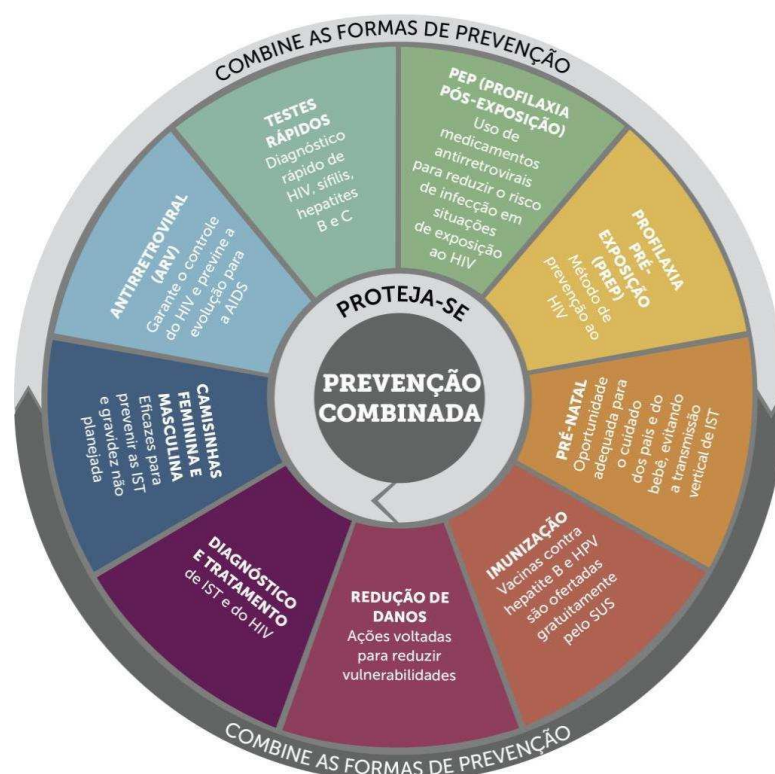 COMBINE AS FORMAS DE PREVENÇÃO
PEP (PROFILAXIA
PÓS-EXPOSIÇÃO)
Uso de
medicamentos
antirretrovirais
para reduzir o risco
de infecção em
situações
de exposição
ao HIV
PROFILAXIA
PRÉ-
EXPOSIÇÃO
(PREP)
Método de
prevenção ao
HIV
PRÉ-NATAL
Oportunidade
adequada para
o cuidado
dos pais e do
bebê, evitando
a transmissão
vertical de IST
IMUNIZAÇÃO
Vacinas contra
hepatite B e HPV
são ofertadas
gratuitamente
pelo SUS
REDUÇÃO DE
DANOS
Ações voltadas
para reduzir
vulnerabilidades
DIAGNÓSTICO
E TRATAMENTO
de IST e do HIV
CAMISINHAS
FEMININA E
MASCULINA
Eficazes para
prevenir as IST
e gravidez não
planejada
ANTIRRETROVIRAL
(ARV)
Garante o controle
do HIV e previne a
evolução para
a AIDS
TESTES
RÁPIDOS
Diagnóstico
rápido de
HIV, sífilis,
hepatites
B e C
PROTEJA-SE
PREVENÇÃO
COMBINADA
COMBINE AS FORMAS DE PREVENÇÃO